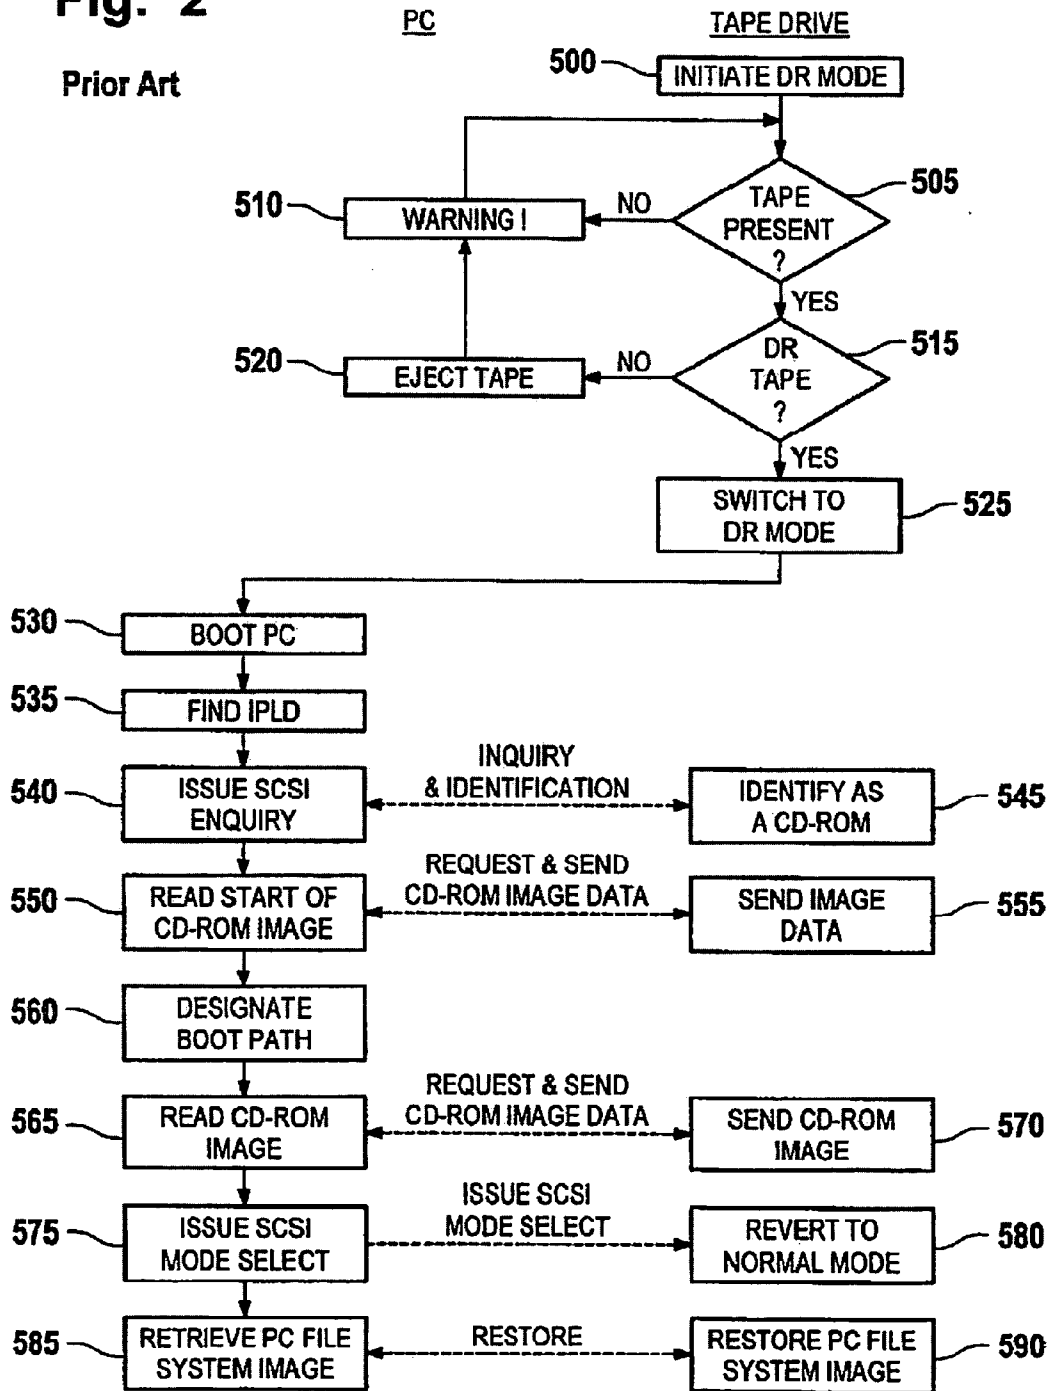 Fig. 2
Prior Art
PC
TAPE DRIVE
500
INITIATE DR MODE
505
TAPE
PRESENT
?
NO
510
WARNING !
YES
515
DR
TAPE
?
NO
520
EJECT TAPE
YES
SWITCH TO
DR MODE
525
530
BOOT PC
535
FIND IPLD
540
ISSUE SCSI
ENQUIRY
INQUIRY
& IDENTIFICATION
IDENTIFY AS
A CD-ROM
545
550
READ START OF
CD-ROM IMAGE
REQUEST & SEND
CD-ROM IMAGE DATA
SEND IMAGE
DATA
555
560
DESIGNATE
BOOT PATH
565
READ CD-ROM
IMAGE
REQUEST & SEND
CD-ROM IMAGE DATA
SEND CD-ROM
IMAGE
570
575
ISSUE SCSI
MODE SELECT
ISSUE SCSI
MODE SELECT
REVERT TO
NORMAL MODE
580
585
RETRIEVE PC FILE
SYSTEM IMAGE
RESTORE
RESTORE PC FILE
SYSTEM IMAGE
590